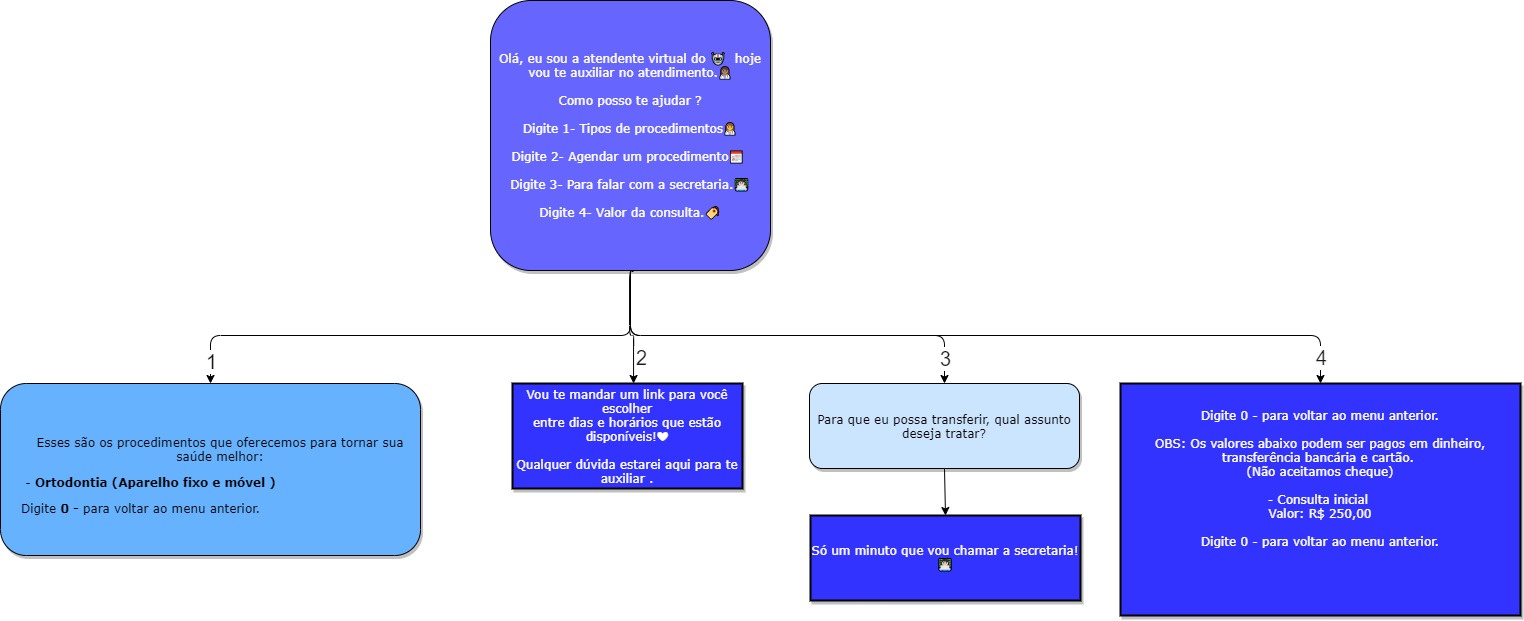 Olá, eu sou a atendente virtual do 🤖 hoje
vou te auxiliar no atendimento.👩
Como posso te ajudar ?
Digite 1- Tipos de procedimentos👩
Digite 2- Agendar um procedimento📅
Digite 3- Para falar com a secretaria.👩‍💻
Digite 4- Valor da consulta.🏷️
1
2
3
4
Esses são os procedimentos que oferecemos para tornar sua
saúde melhor:
- Ortodontia (Aparelho fixo e móvel )
Digite 0 - para voltar ao menu anterior.
Vou te mandar um link para você
escolher
entre dias e horários que estão
disponíveis!🤍
Qualquer dúvida estarei aqui para te
auxiliar .
Para que eu possa transferir, qual assunto
deseja tratar?
Só um minuto que vou chamar a secretaria!
👩‍💻
Digite 0 - para voltar ao menu anterior.
OBS: Os valores abaixo podem ser pagos em dinheiro,
transferência bancária e cartão.
(Não aceitamos cheque)
- Consulta inicial
Valor: R$ 250,00
Digite 0 - para voltar ao menu anterior.